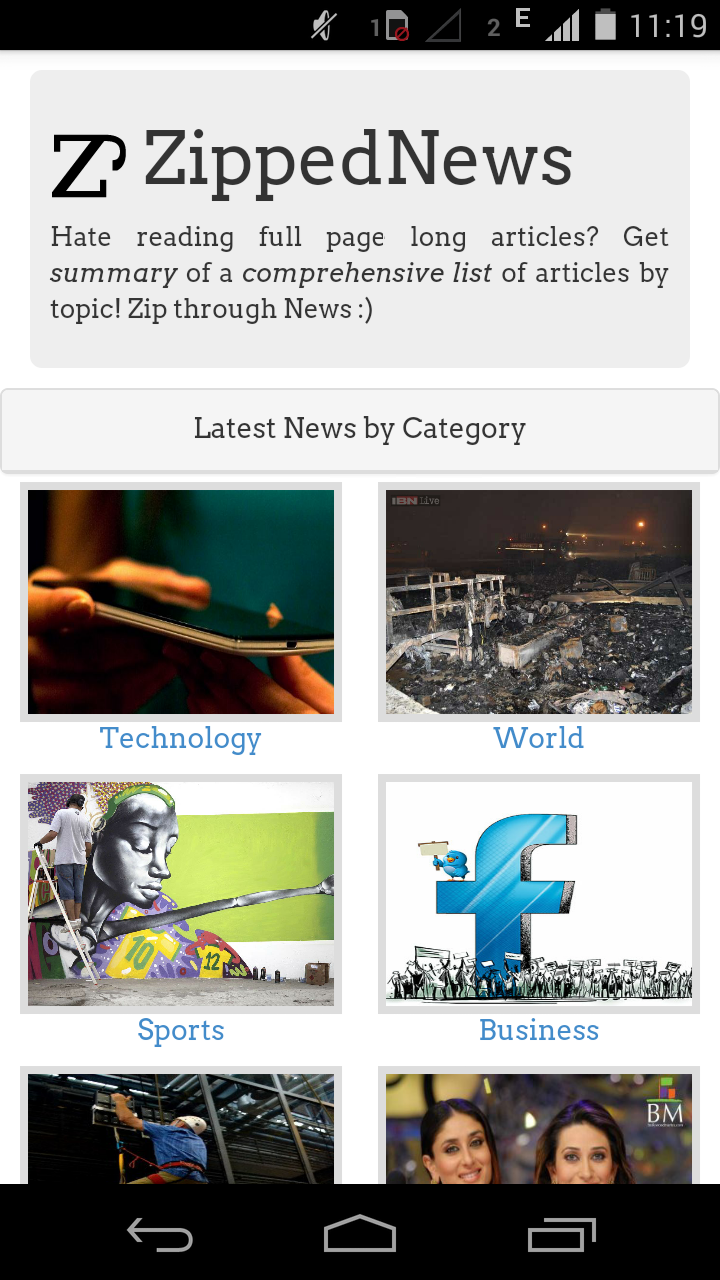 1 2 E 11:19
ZP ZippedNews
Hate reading full page long articles? Get
summary of a comprehensive list of articles by
topic! Zip through News :)
Latest News by Category
IBN Live
Technology
World
10
12
Sports
Business
BM